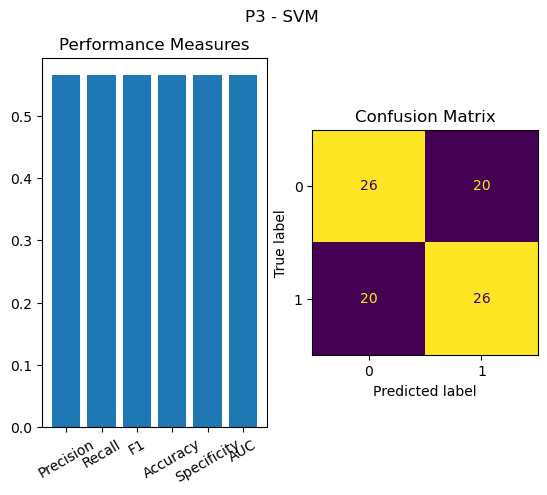 P3 - SVM
Performance Measures
0.5
0.4
0.3
0.2
0.1
0.0
Precision
Recall
F1
Accuracy
Specificity
AUC
Confusion Matrix
True label
0
26
20
1
20
26
0
1
Predicted label